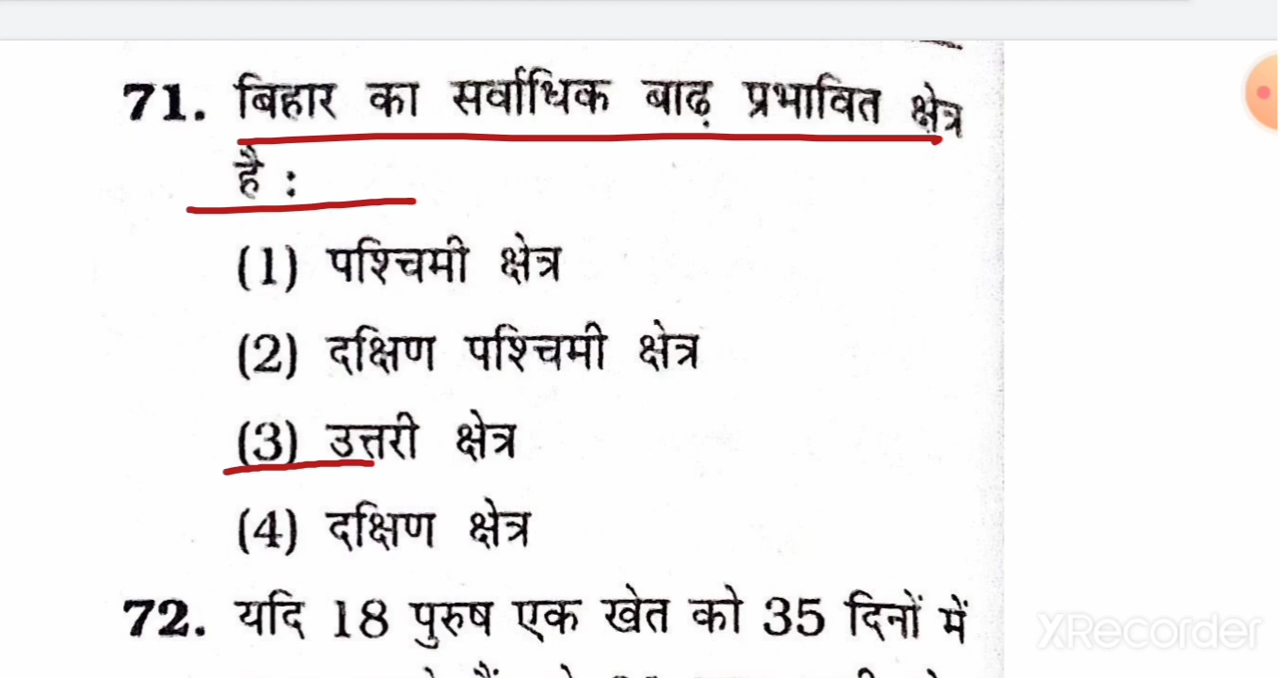 71. बिहार का सर्वाधिक बाढ़ प्रभावित क्षेत्र
है :
(1) पश्चिमी क्षेत्र
(2) दक्षिण पश्चिमी क्षेत्र
(3) उत्तरी क्षेत्र
(4) दक्षिण क्षेत्र
72. यदि 18 पुरुष एक खेत को 35 दिनों में
XRecorder